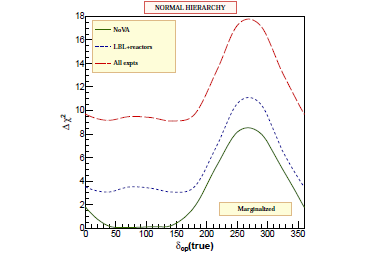 NORMAL HIERARCHY
18
16
14
12
10
8
6
4
2
0
Δχ²
NoVA
LBL+reactors
All expts
Marginalized
0 50 100 150 200 250 300 350
δcp(true)